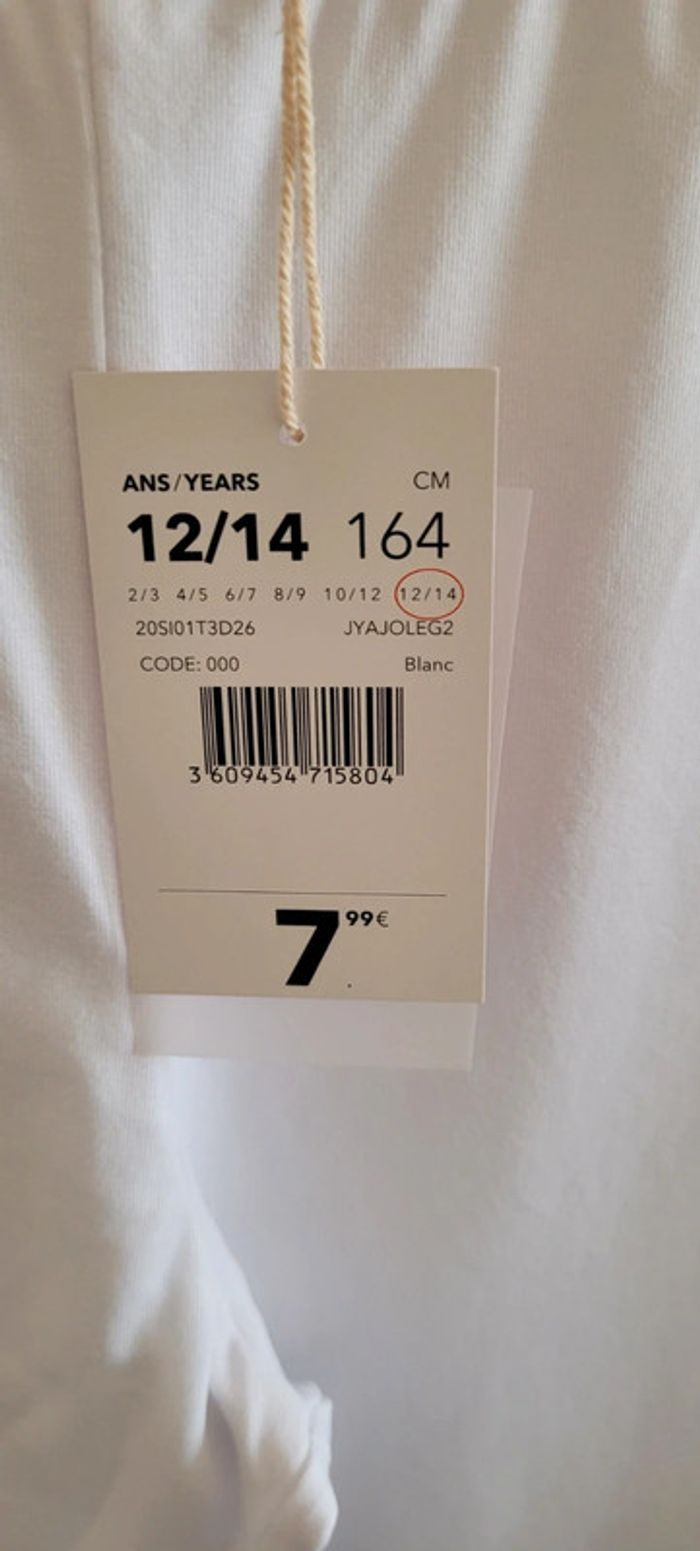 ANS/YEARS CM
12/14 164
2/3 4/5 6/7 8/9 10/12 12/14
20SI01T3D26 JYAJOLEG2
CODE: 000 Blanc
3 609454 715804
7 99€